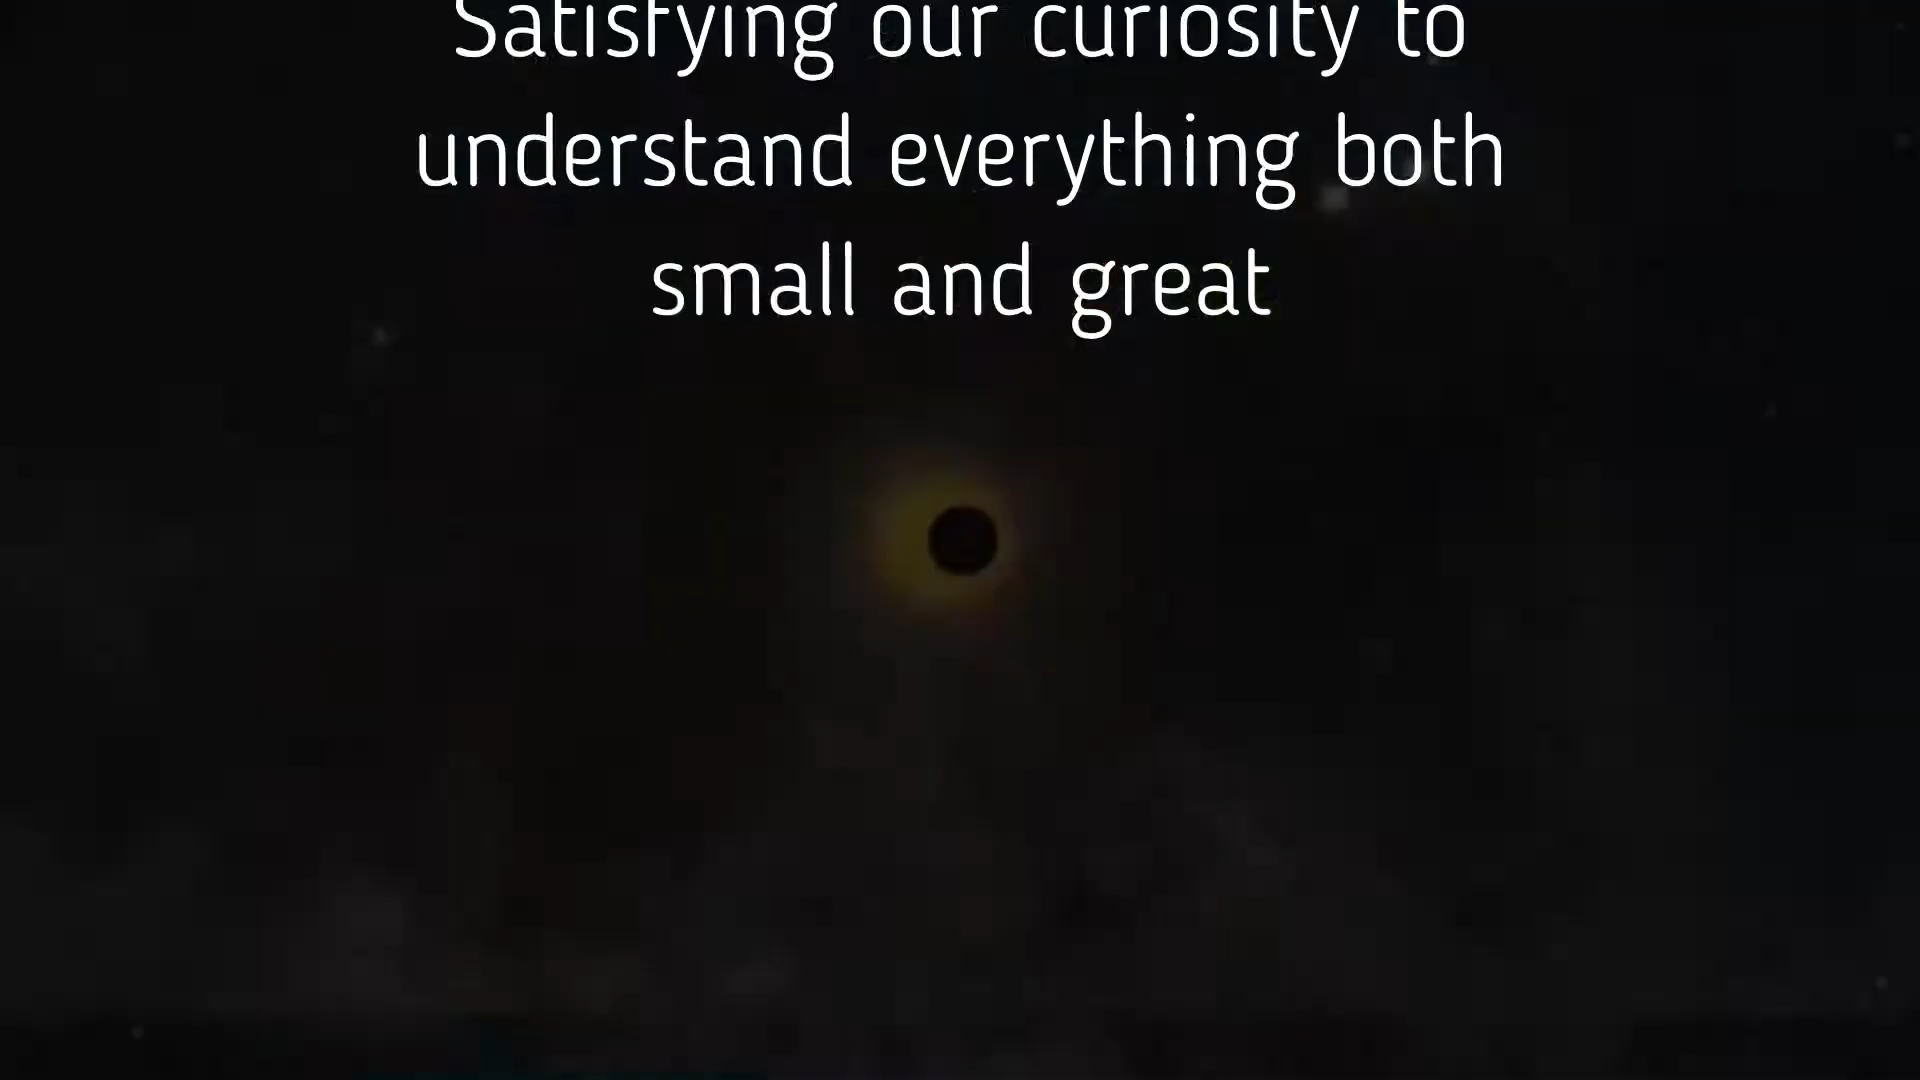 Satisfying our curiosity to
understand everything both
small and great